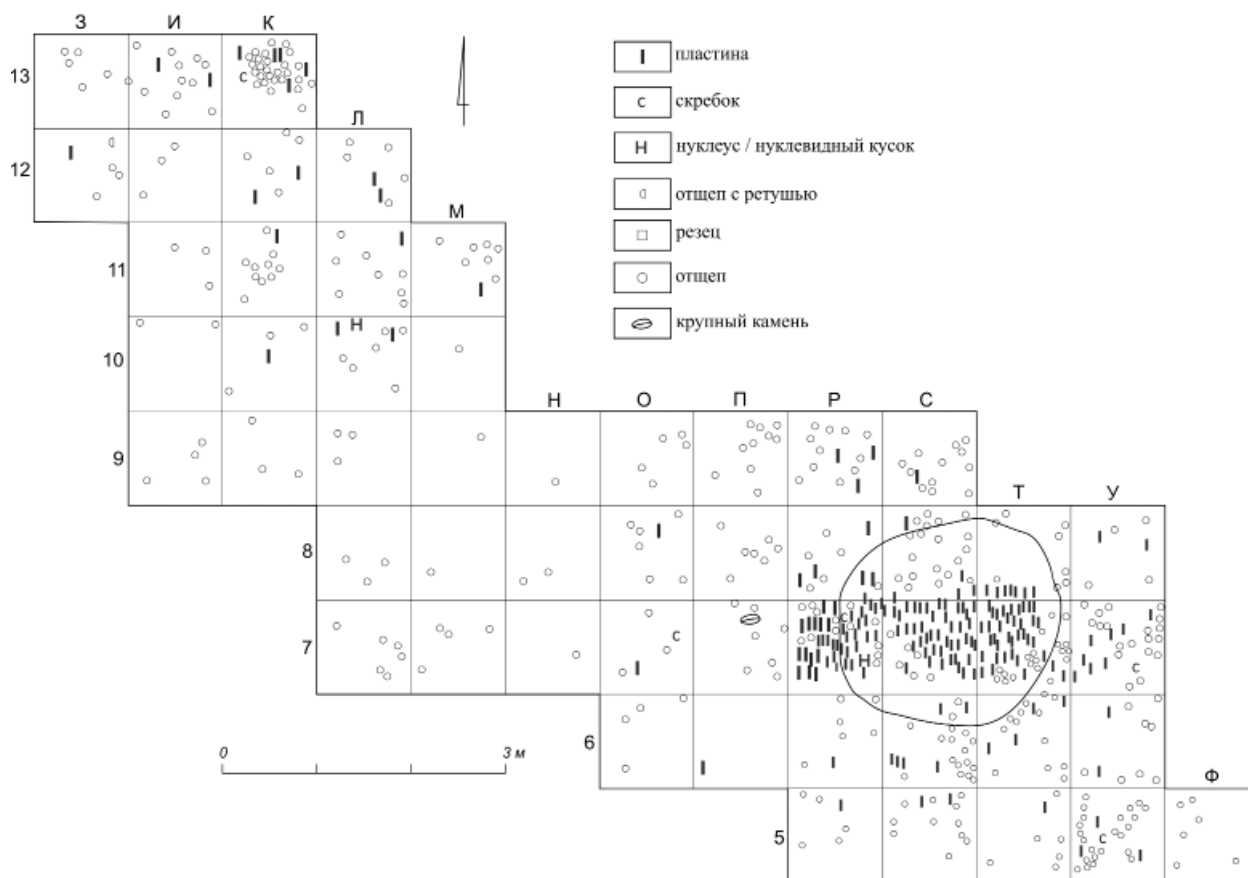 З И К
13
Л
12
М
11
10
Н О П Р С
9
Т У
8
7
6
Ф
5
с
Н
с
с
Н
с
с
0 3 м
пластина
с скребок
Н нуклеус / нуклевидный кусок
отщеп с ретушью
резец
отщеп
крупный камень